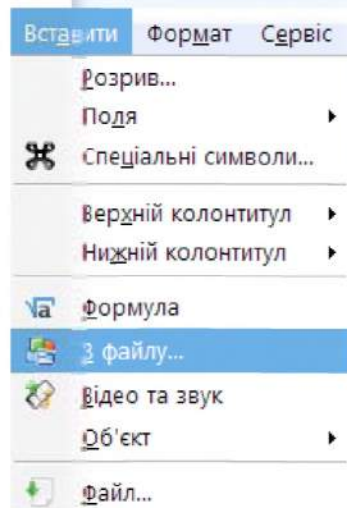 Вставити Формат Сервіс
Розрив...
Поля
Спеціальні символи...
Верхній колонтитул
Нижній колонтитул
Формула
З файлу...
Відео та звук
Об'єкт
Файл...